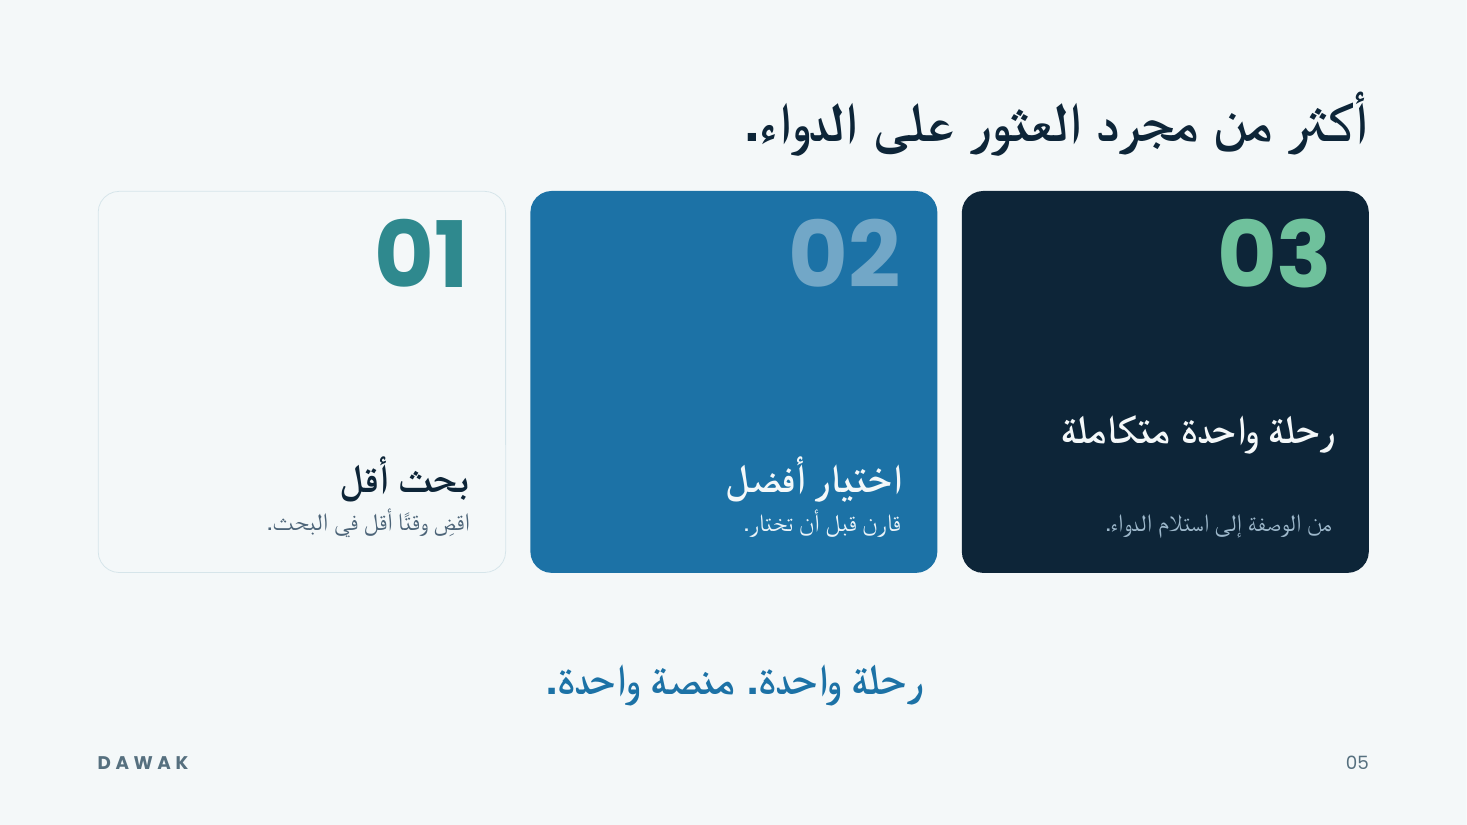 أكثر من مجرد العثور على الدواء.
01
بحث أقل
اقضِ وقتًا أقل في البحث.
02
اختيار أفضل
قارن قبل أن تختار.
03
رحلة واحدة متكاملة
من الوصفة إلى استلام الدواء.
رحلة واحدة. منصة واحدة.
DAWAK
05